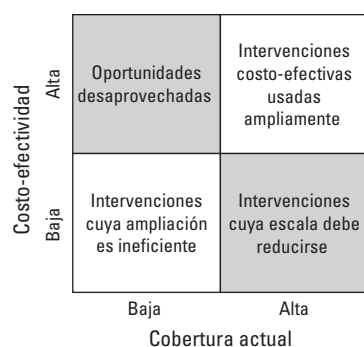 Costo-efectividad
Alta
Oportunidades
desaprovechadas
Intervenciones
costo-efectivas
usadas
ampliamente
Baja
Intervenciones
cuya ampliación
es ineficiente
Intervenciones
cuya escala debe
reducirse
Baja
Alta
Cobertura actual